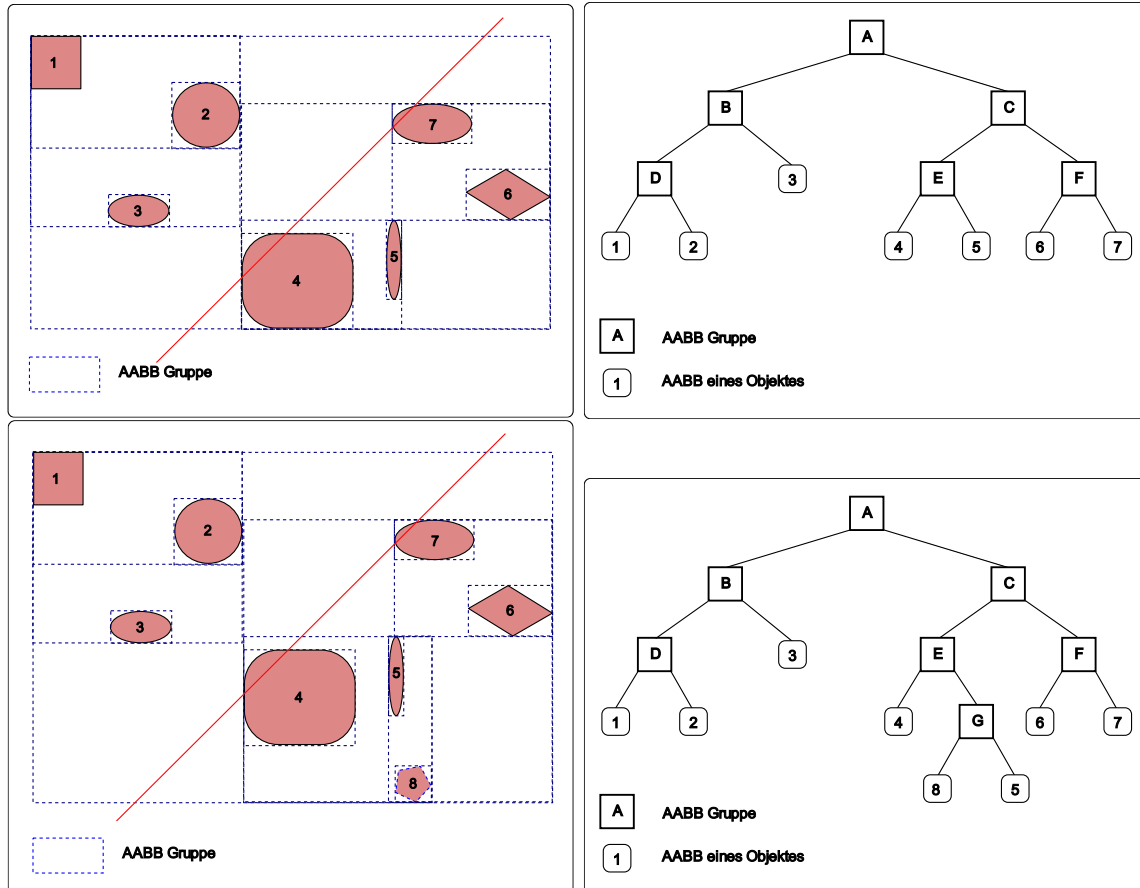 1
2
7
6
3
5
4
AABB Gruppe
A
B C
D 3 E F
1 2 4 5 6 7
A AABB Gruppe
1 AABB eines Objektes
1
2
7
6
3
5
4
8
AABB Gruppe
A
B C
D 3 E F
1 2 4 G 6 7
8 5
A AABB Gruppe
1 AABB eines Objektes